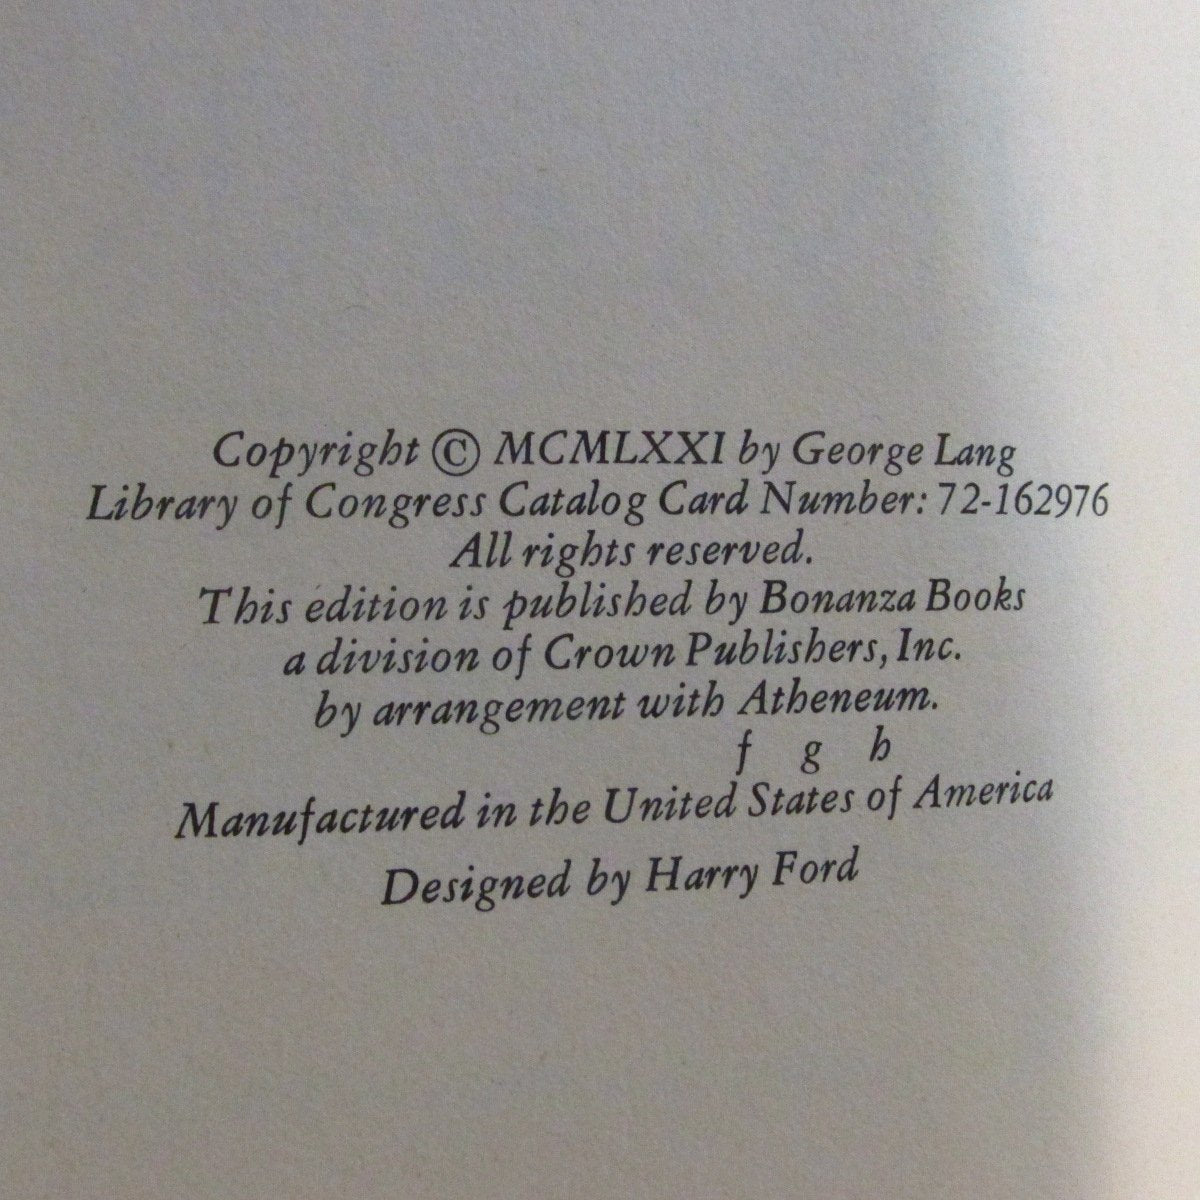 Copyright © MCMLXXI by George Lang
Library of Congress Catalog Card Number: 72-162976
All rights reserved.
This edition is published by Bonanza Books
a division of Crown Publishers, Inc.
by arrangement with Atheneum.
f g h
Manufactured in the United States of America
Designed by Harry Ford